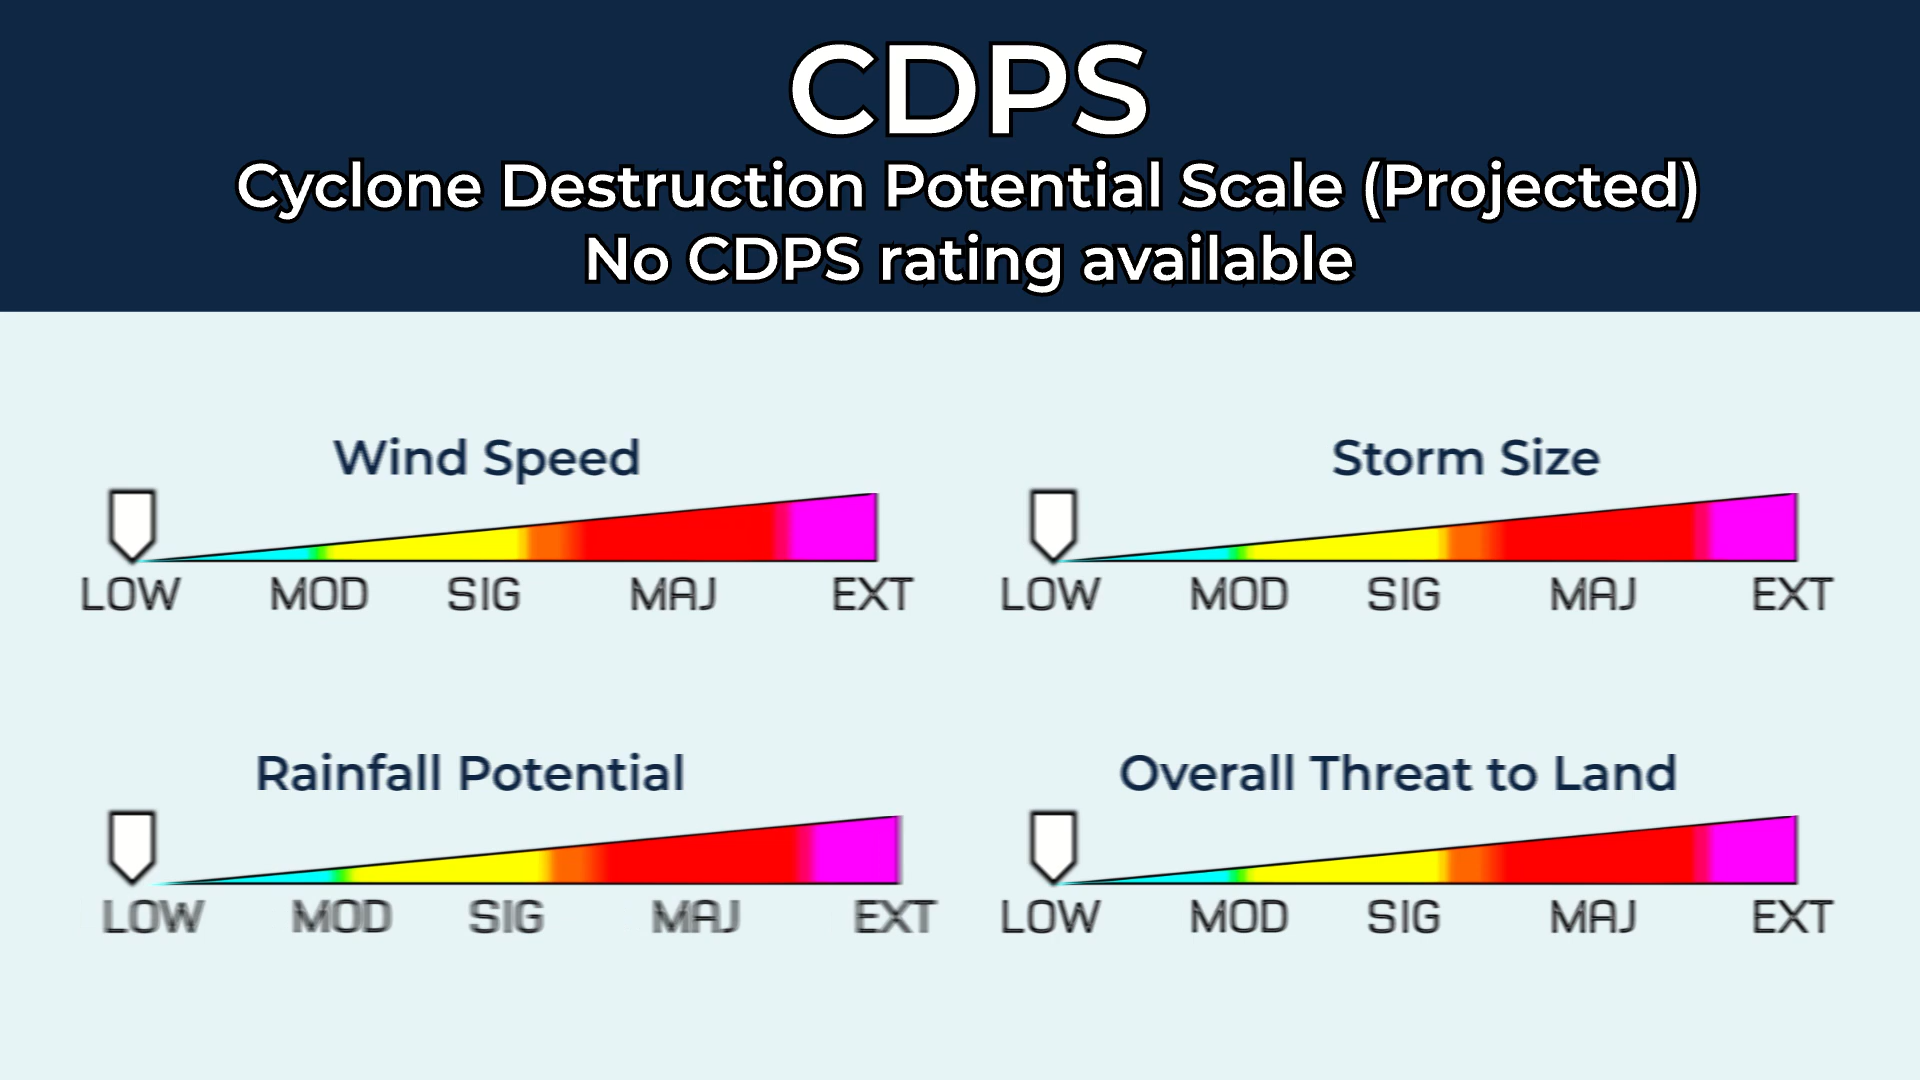 CDPS
Cyclone Destruction Potential Scale (Projected)
No CDPS rating available
Wind Speed
LOW MOD SIG MAJ EXT
Storm Size
LOW MOD SIG MAJ EXT
Rainfall Potential
LOW MOD SIG MAJ EXT
Overall Threat to Land
LOW MOD SIG MAJ EXT